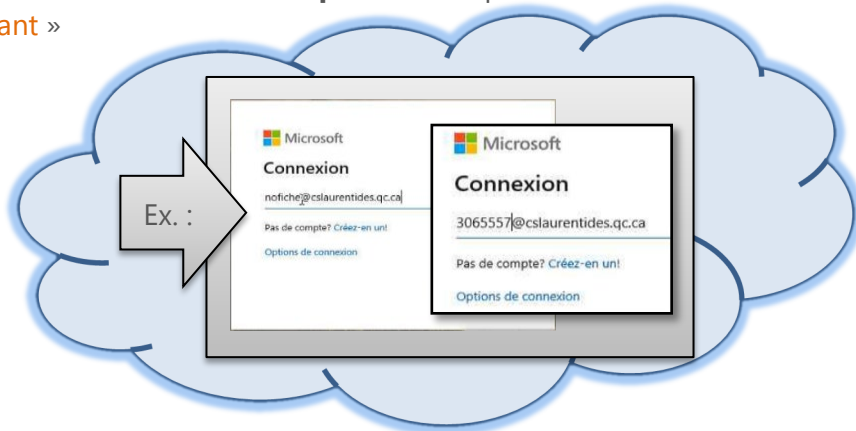 ant »
Ex. :
Microsoft
Connexion
nofiche@cslaurentides.qc.ca
Pas de compte? Créez-en un!
Options de connexion
Microsoft
Connexion
3065557@cslaurentides.qc.ca
Pas de compte? Créez-en un!
Options de connexion